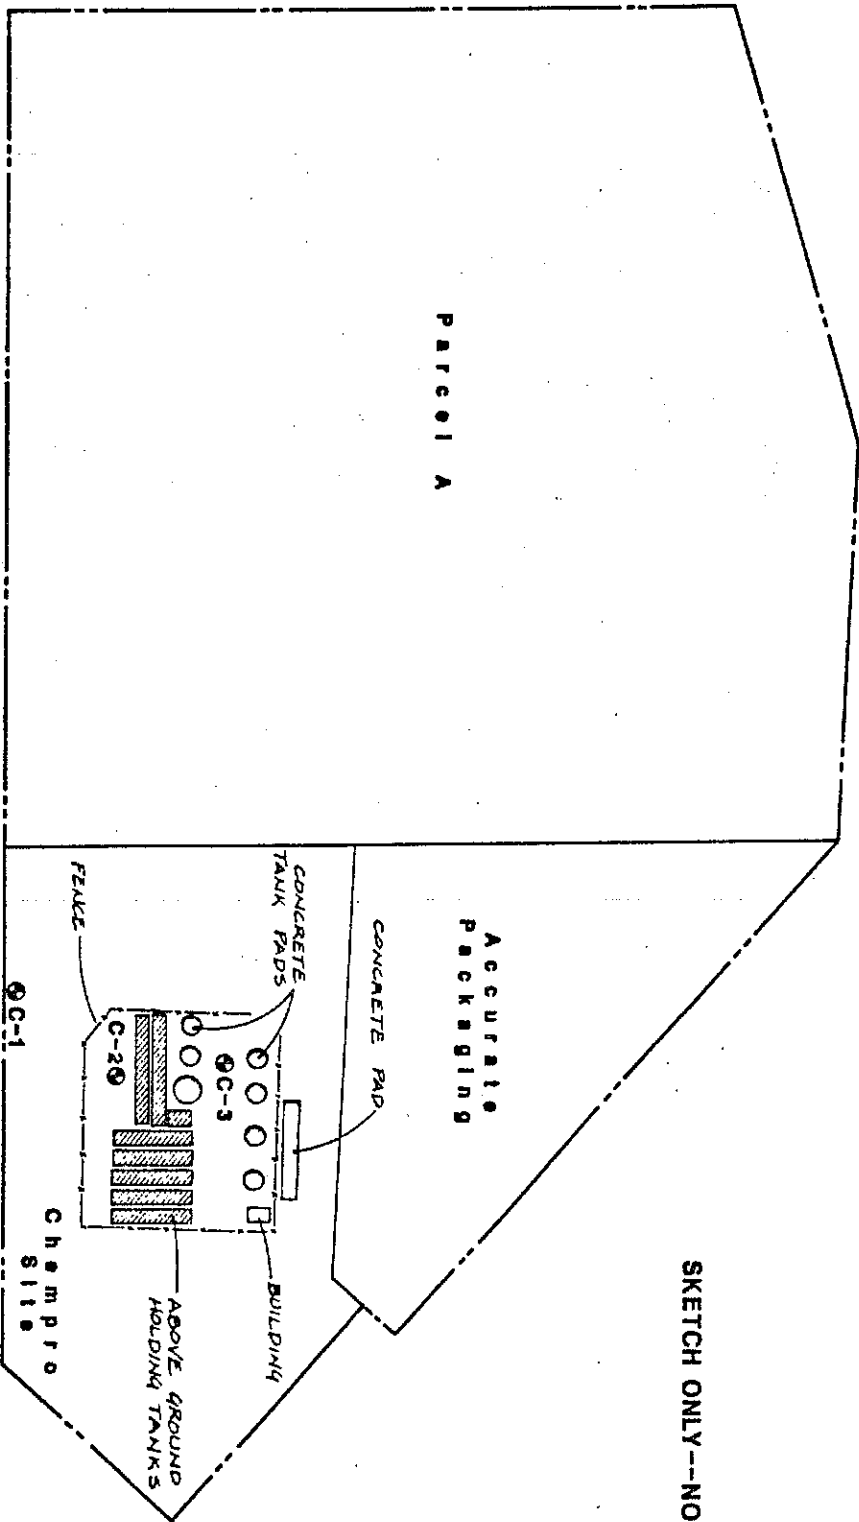 Parcel A
SKETCH ONLY--NO
Accurate
Packaging
CONCRETE PAD
CONCRETE
TANK PADS
FENCE
C-1
C-2
C-3
BUILDING
ABOVE GROUND
HOLDING TANKS
Chempro
Site